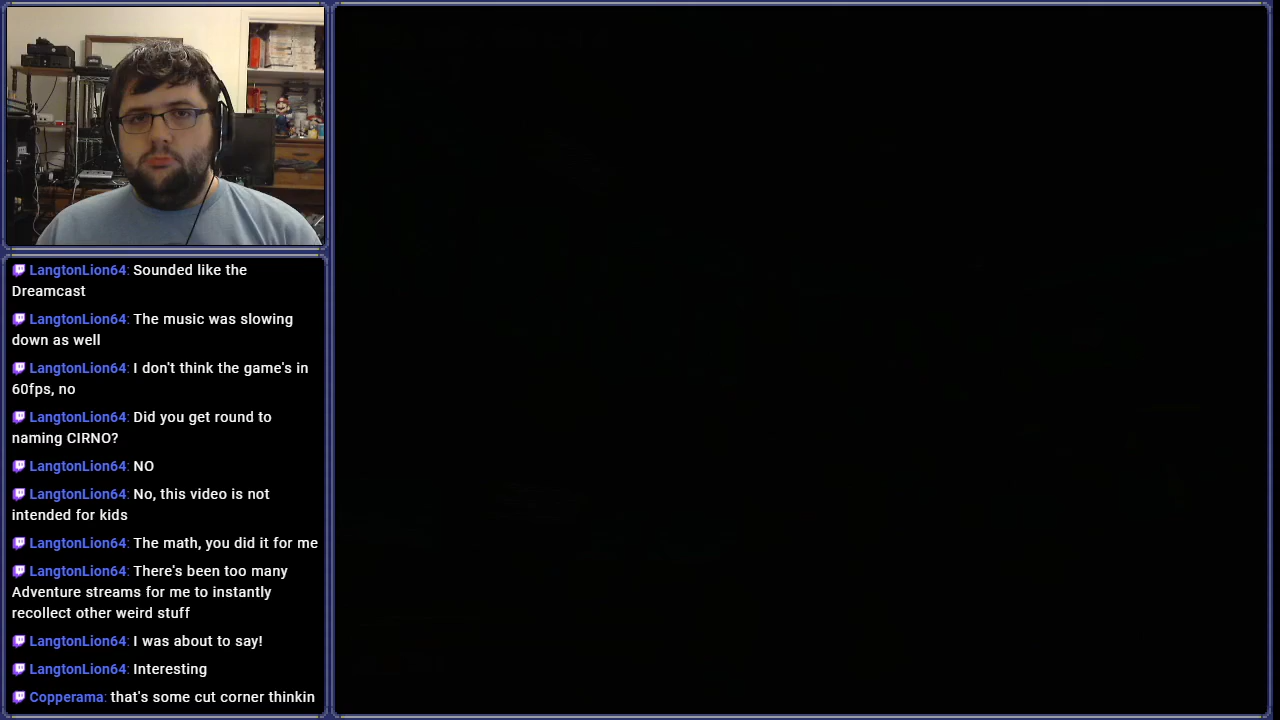 LangtonLion64: Sounded like the
Dreamcast
LangtonLion64: The music was slowing
down as well
LangtonLion64: I don't think the game's in
60fps, no
LangtonLion64: Did you get round to
naming CIRNO?
LangtonLion64: NO
LangtonLion64: No, this video is not
intended for kids
LangtonLion64: The math, you did it for me
LangtonLion64: There's been too many
Adventure streams for me to instantly
recollect other weird stuff
LangtonLion64: I was about to say!
LangtonLion64: Interesting
Copperama: that's some cut corner thinkin